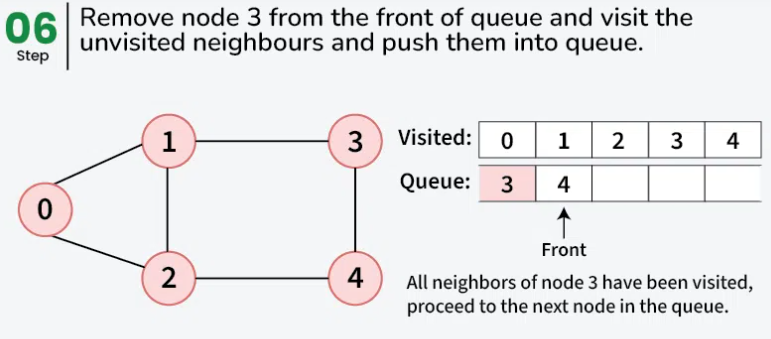 06
Step
Remove node 3 from the front of queue and visit the
unvisited neighbours and push them into queue.
0
1
3
2
4
Visited: 0 1 2 3 4
Queue: 3 4
Front
All neighbors of node 3 have been visited,
proceed to the next node in the queue.